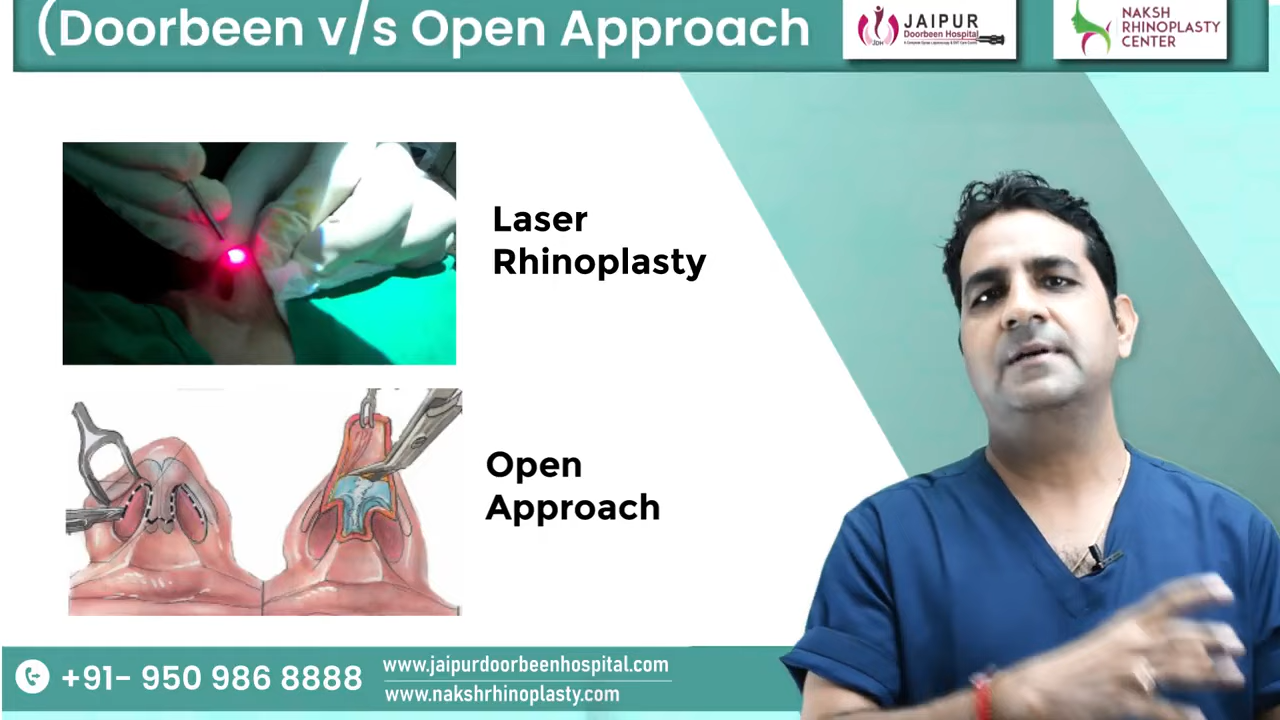 (Doorbeen v/s Open Approach
JAIPUR
Doorbeen Hospital
JDH
NAKSH
RHINOPLASTY
CENTER
Laser
Rhinoplasty
Open
Approach
+91- 950 986 8888
www.jaipurdoorbeenhospital.com
www.nakshrhinoplasty.com